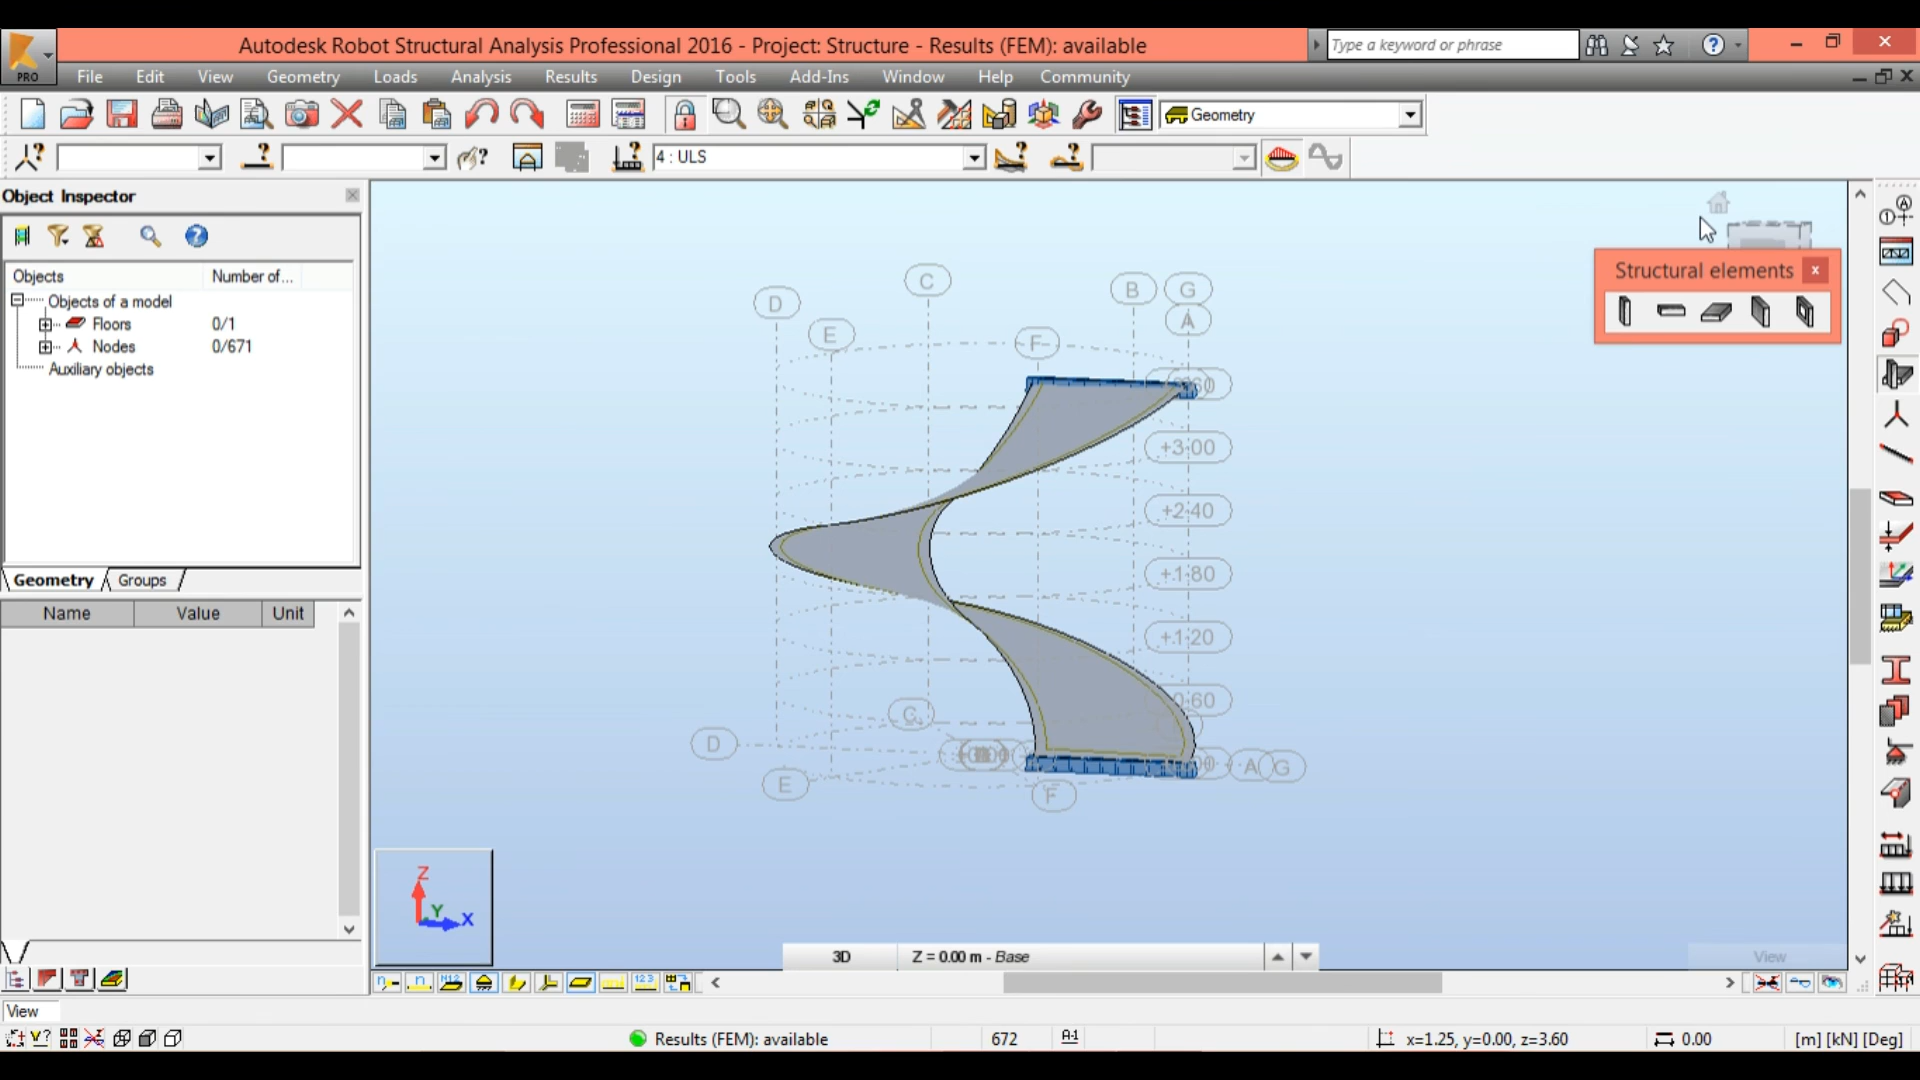 Autodesk Robot Structural Analysis Professional 2016 - Project: Structure - Results (FEM): available
Type a keyword or phrase
PRO
File Edit View Geometry Loads Analysis Results Design Tools Add-Ins Window Help Community
Geometry
4 : ULS
Object Inspector
Objects Number of...
Objects of a model
Floors 0/1
Nodes 0/671
Auxiliary objects
Geometry Groups
Name Value Unit
Structural elements
C
D
B
G
E
A
F
+3.00
+2.40
+1.80
+1.20
C
D
A
G
E
F
Z
Y
X
3D
Z = 0.00 m - Base
View
View
Results (FEM): available
672
x=1.25, y=0.00, z=3.60
0.00
[m] [kN] [Deg]